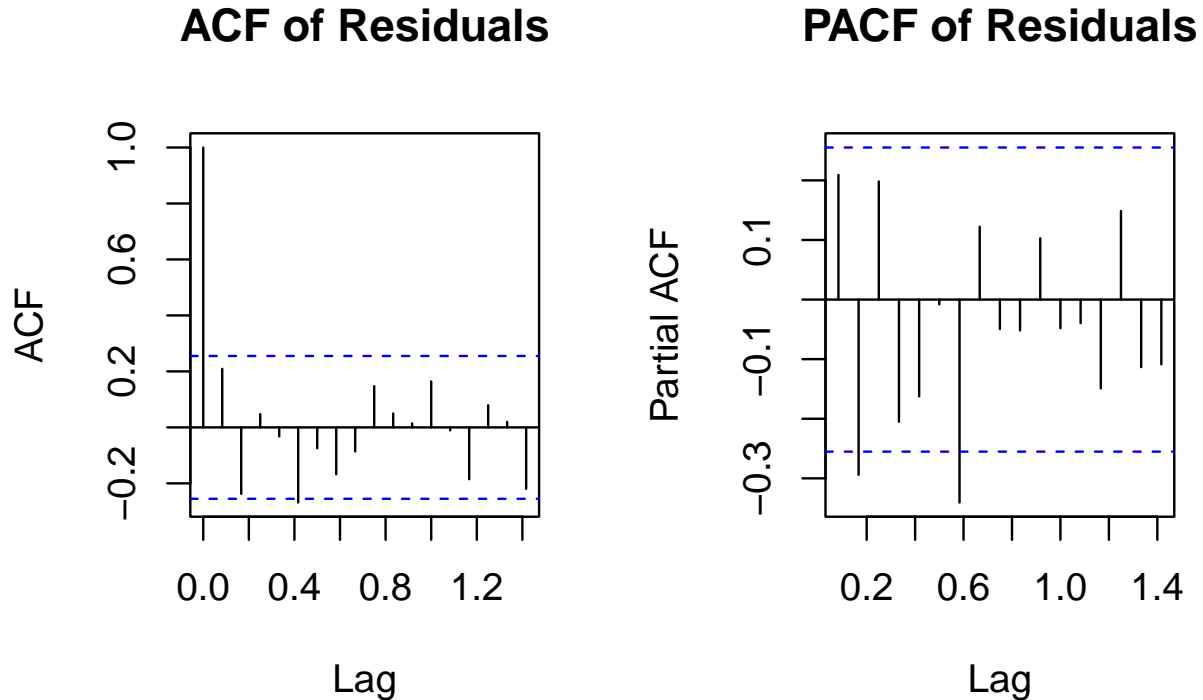 ACF of Residuals
ACF
1.0
0.6
0.2
−0.2
0.0 0.4 0.8 1.2
Lag
PACF of Residuals
Partial ACF
0.1
−0.1
−0.3
0.2 0.6 1.0 1.4
Lag